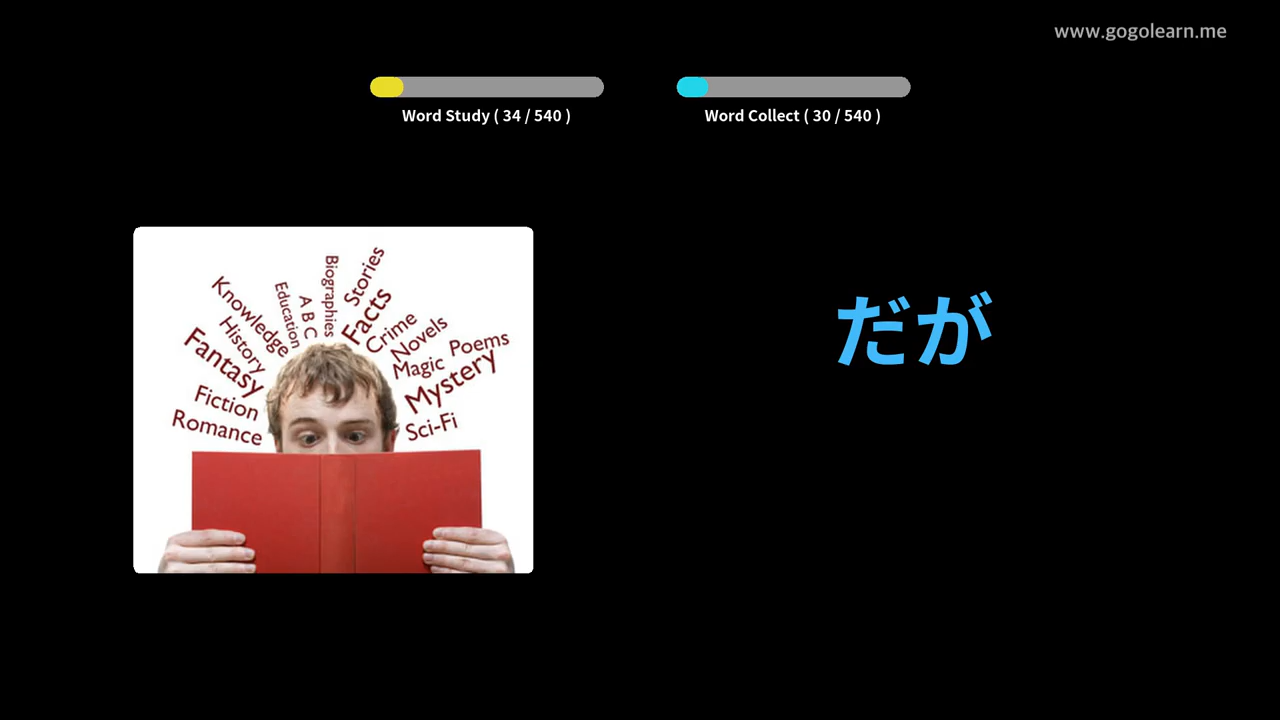 www.gogolearn.me
Word Study ( 34 / 540 )
Word Collect ( 30 / 540 )
だが
Romance
Fiction
Fantasy
History
Knowledge
Education
A B C
Biographies
Stories
Facts
Crime
Novels
Magic
Poems
Mystery
Sci-Fi